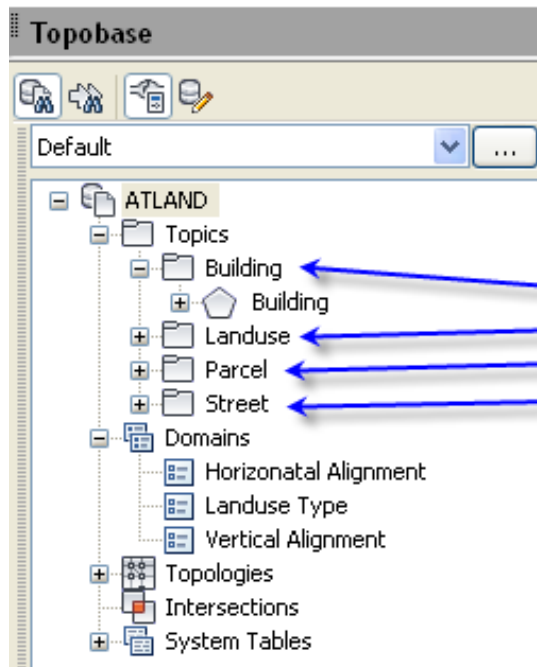 Topobase
Default
...
ATLAND
Topics
Building
Building
Landuse
Parcel
Street
Domains
Horizonatal Alignment
Landuse Type
Vertical Alignment
Topologies
Intersections
System Tables